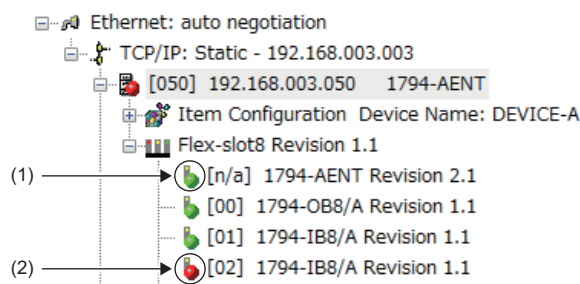 Ethernet: auto negotiation
TCP/IP: Static - 192.168.003.003
[050] 192.168.003.050 1794-AENT
Item Configuration Device Name: DEVICE-A
Flex-slot8 Revision 1.1
(1) [n/a] 1794-AENT Revision 2.1
[00] 1794-OB8/A Revision 1.1
[01] 1794-IB8/A Revision 1.1
(2) [02] 1794-IB8/A Revision 1.1